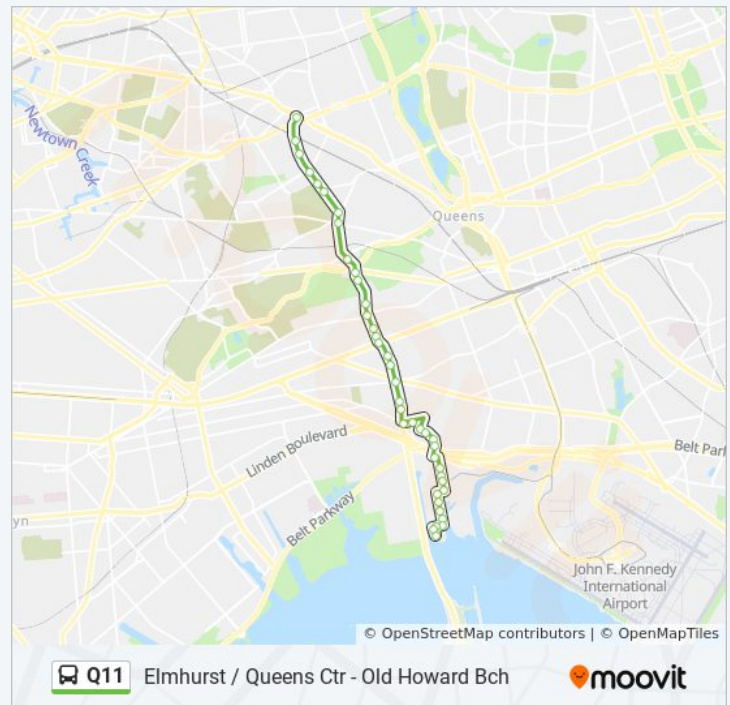 Newtown Creek
Queens
Linden Boulevard
Belt Par
yn
Belt Parkway
John F. Kennedy
International
Airport
© OpenStreetMap contributors | © OpenMapTiles
Q11 Elmhurst / Queens Ctr - Old Howard Bch moovit